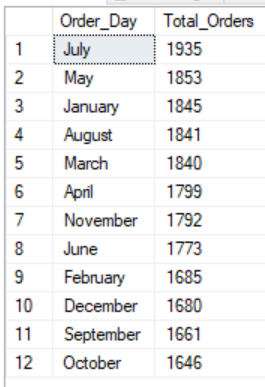 Order_Day Total_Orders
1 July 1935
2 May 1853
3 January 1845
4 August 1841
5 March 1840
6 April 1799
7 November 1792
8 June 1773
9 February 1685
10 December 1680
11 September 1661
12 October 1646